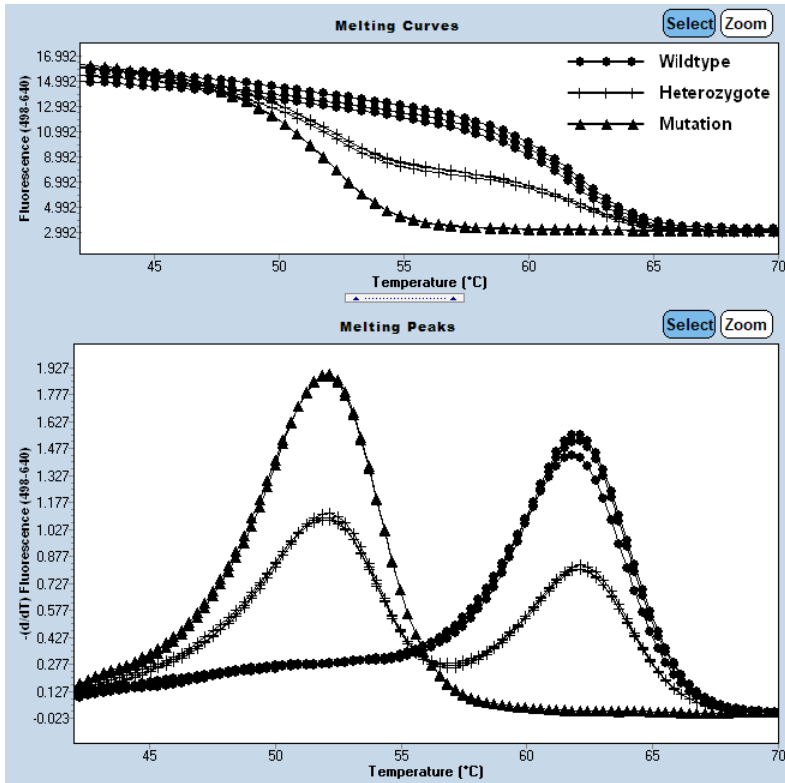 Melting Curves
Select Zoom
16.992
14.992
12.992
10.992
8.992
6.992
4.992
2.992
Fluorescence (498-640)
Wildtype
Heterozygote
Mutation
45 50 55 60 65 70
Temperature (°C)
Melting Peaks
Select Zoom
1.927
1.777
1.627
1.477
1.327
1.177
1.027
0.877
0.727
0.577
0.427
0.277
0.127
-0.023
-(d/dT) Fluorescence (498-640)
45 50 55 60 65 70
Temperature (°C)